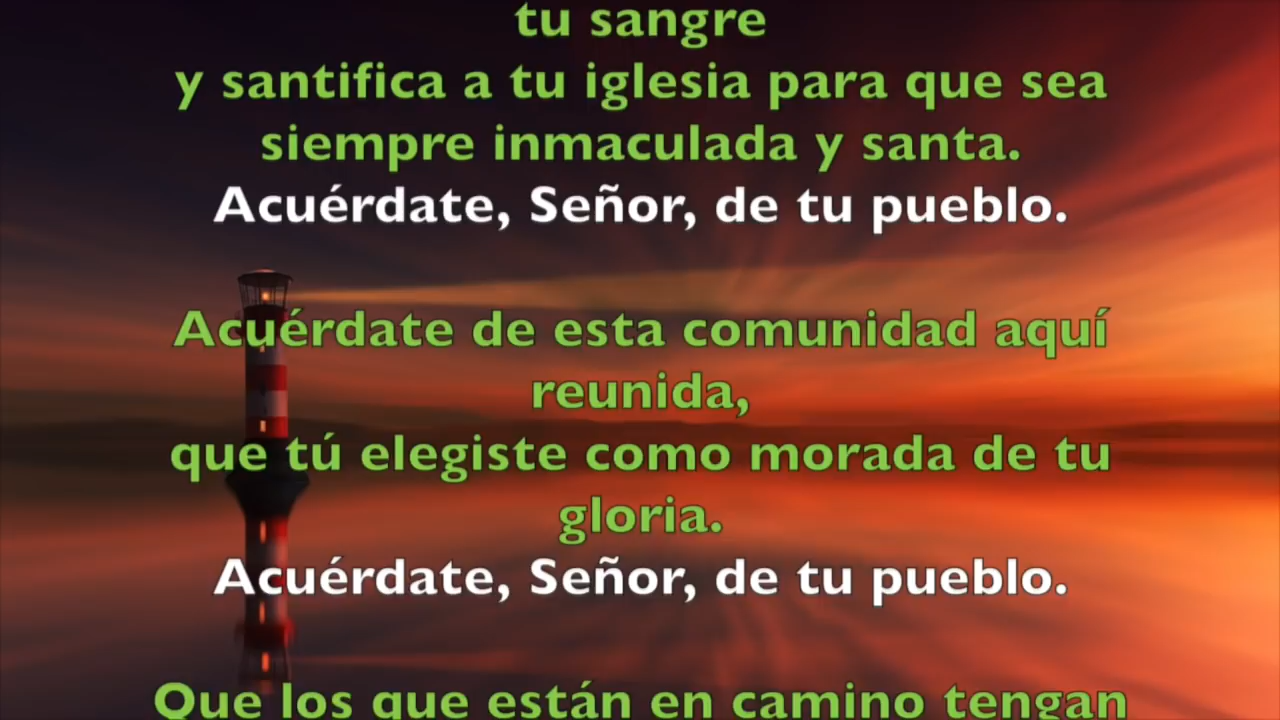 tu sangre
y santifica a tu iglesia para que sea
siempre inmaculada y santa.
Acuérdate, Señor, de tu pueblo.
Acuérdate de esta comunidad aquí
reunida,
que tú elegiste como morada de tu
gloria.
Acuérdate, Señor, de tu pueblo.
Que los que están en camino tengan